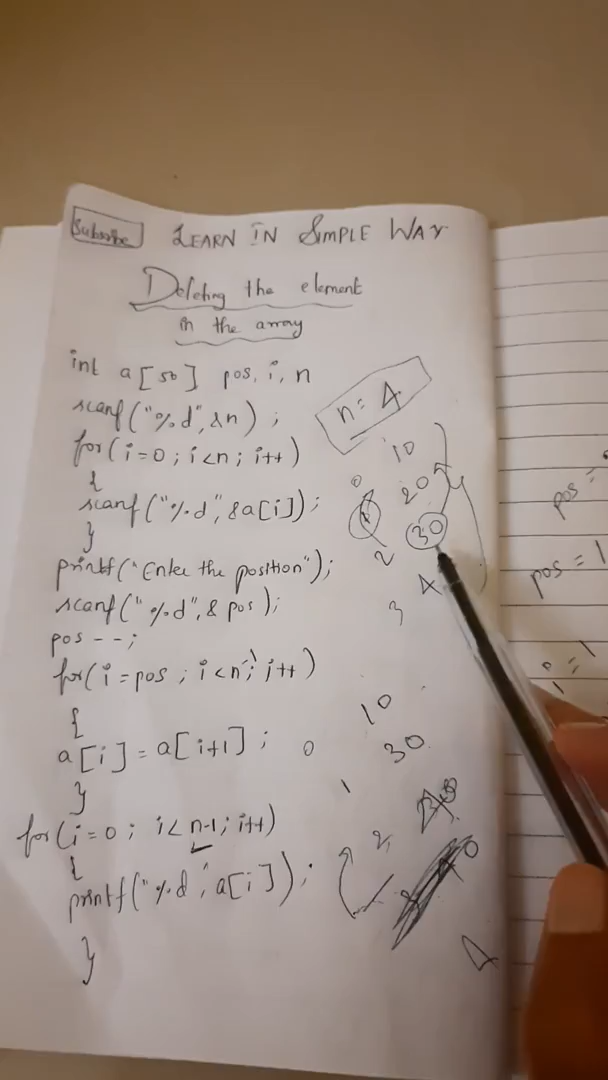 Subscribe LEARN IN SIMPLE WAY
Deleting the element
in the array
int a[50] pos, i, n
scanf("%d", &n);
n = 4
for(i=0; i<n; i++)
{
scanf("%d", &a[i]);
}
printf("Enter the position");
scanf("%d", & pos);
pos--;
for(i=pos; i<n; i++)
{
a[i] = a[i+1];
}
for(i=0; i<n-1; i++)
{
printf("%d", a[i]);
}
10
0 20
30
2
3
10
0 30
1
2
4
pos =
pos = 1
i = 1